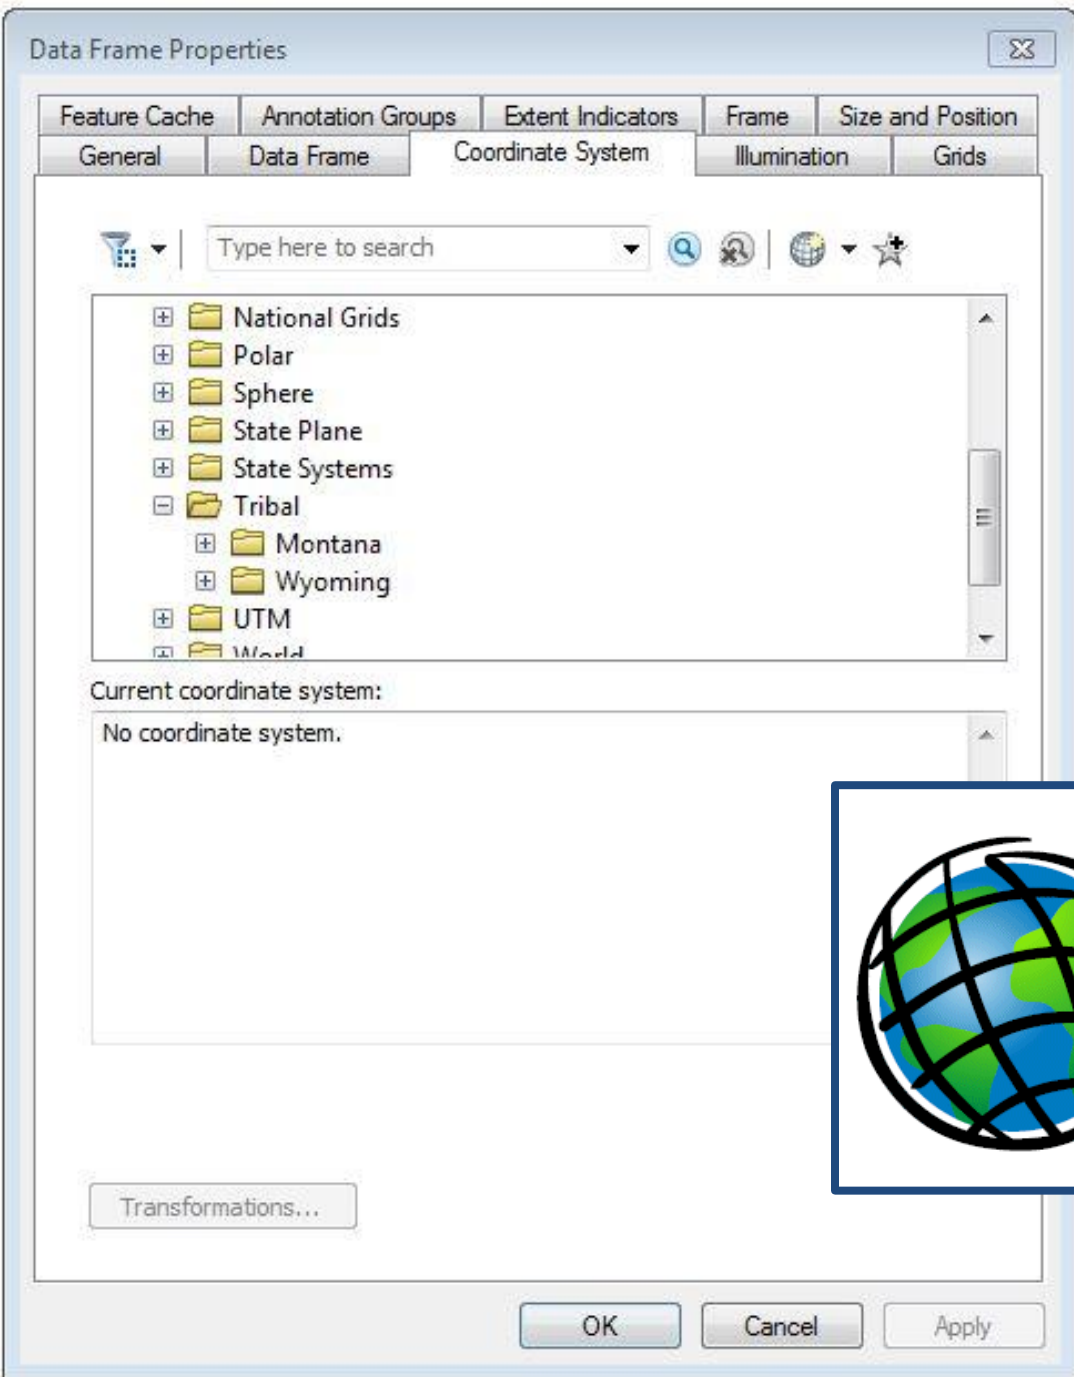 Data Frame Properties
Feature Cache Annotation Groups Extent Indicators Frame Size and Position
General Data Frame Coordinate System Illumination Grids
Type here to search
National Grids
Polar
Sphere
State Plane
State Systems
Tribal
Montana
Wyoming
UTM
World
Current coordinate system:
No coordinate system.
Transformations...
OK Cancel Apply